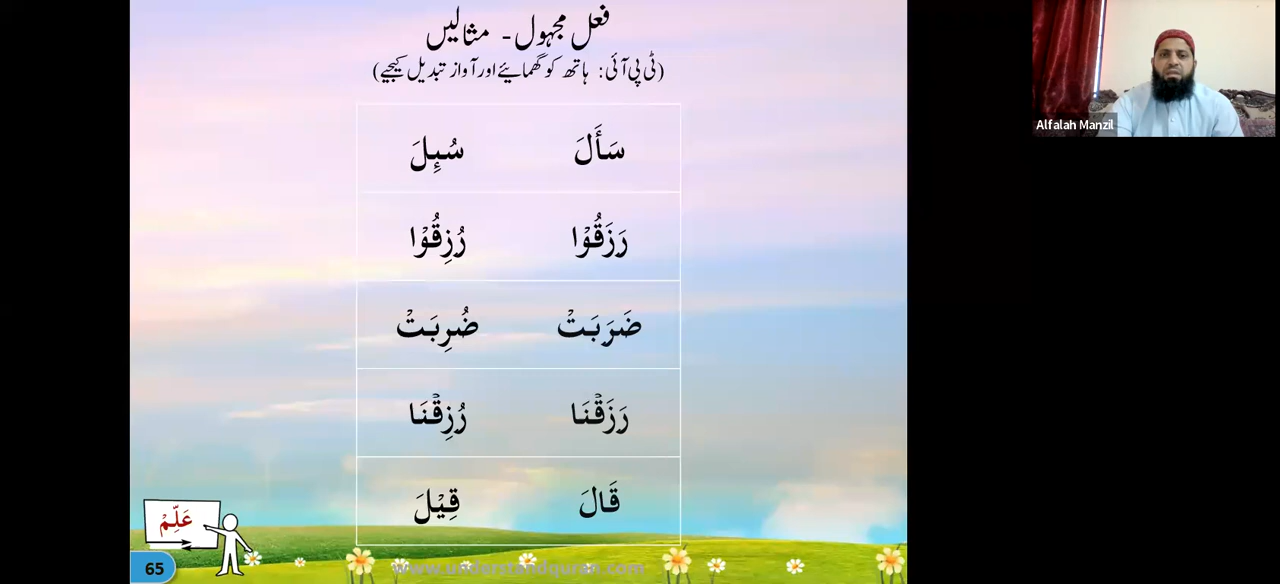 فعل مجہول - مثالیں
(ٹی پی آئی: ہاتھ کو گھمائیے اور آواز تبدیل کیجیے)
سَأَلَ سُئِلَ
رَزَقُوْا رُزِقُوْا
ضَرَبَتْ ضُرِبَتْ
رَزَقْنَا رُزِقْنَا
قَالَ قِيْلَ
عَلِّمْ
65
www.understandquran.com
Alfalah Manzil